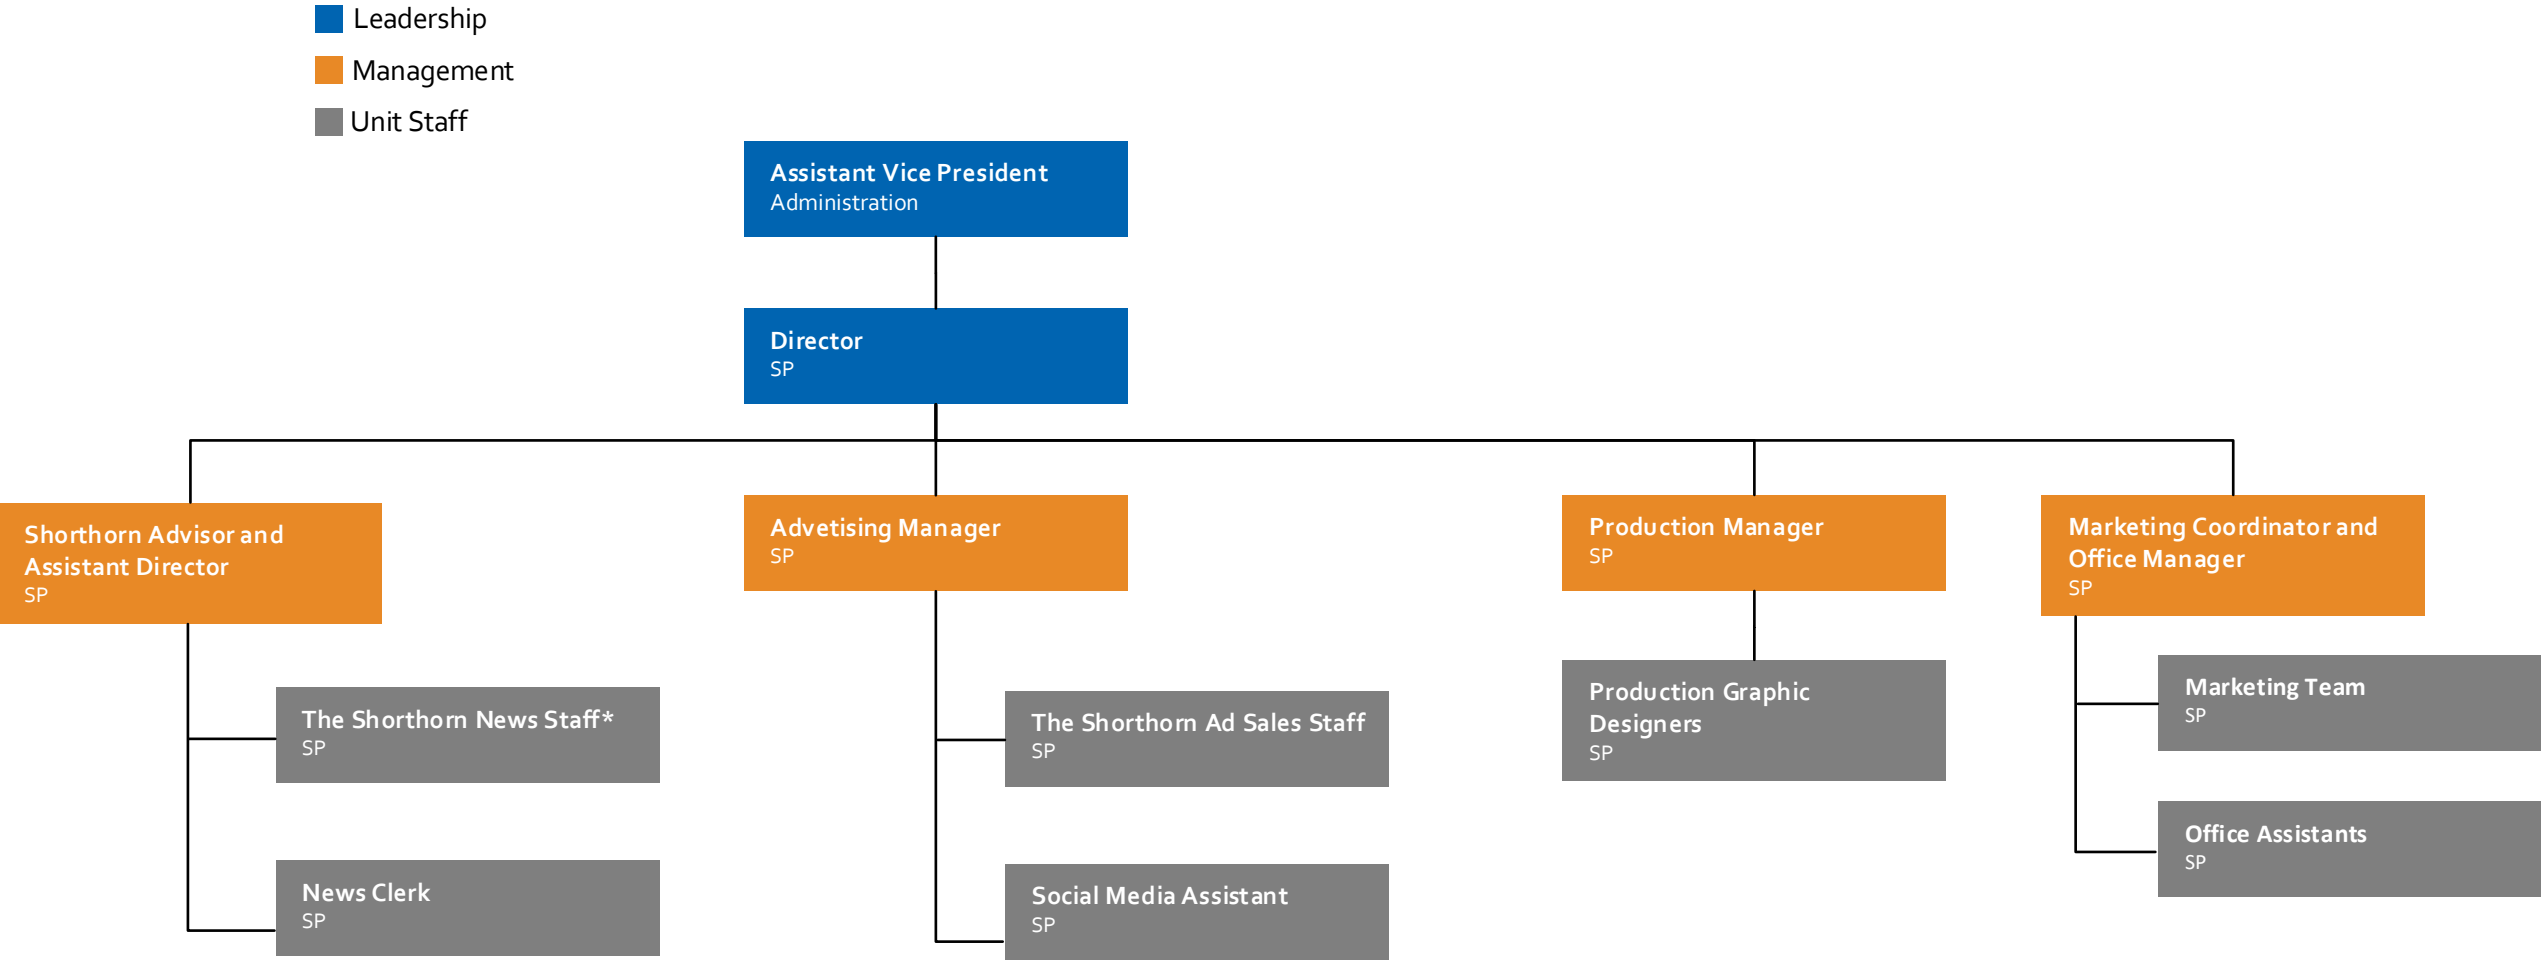 Leadership
Management
Unit Staff
Assistant Vice President
Administration
Director
SP
Shorthorn Advisor and
Assistant Director
SP
Advetising Manager
SP
Production Manager
SP
Marketing Coordinator and
Office Manager
SP
The Shorthorn News Staff*
SP
News Clerk
SP
The Shorthorn Ad Sales Staff
SP
Social Media Assistant
SP
Production Graphic
Designers
SP
Marketing Team
SP
Office Assistants
SP